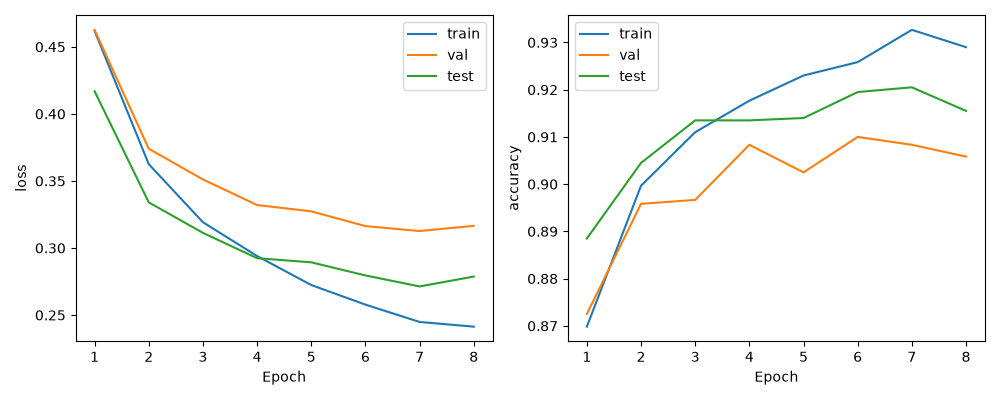 0.45
0.40
0.35
0.30
0.25
loss
train
val
test
1 2 3 4 5 6 7 8
Epoch
0.93
0.92
0.91
0.90
0.89
0.88
0.87
accuracy
train
val
test
1 2 3 4 5 6 7 8
Epoch